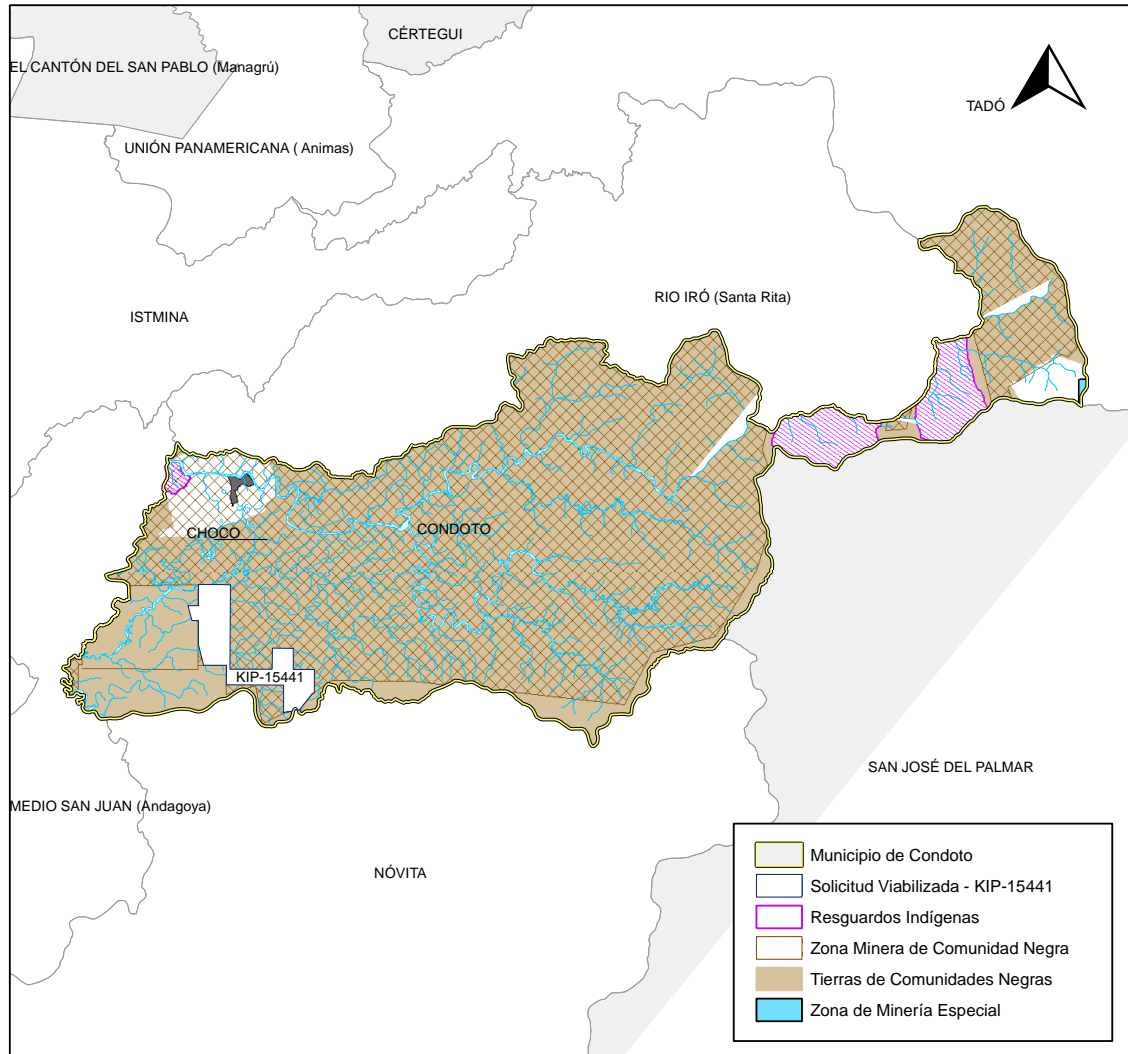 CÉRTEGUI
EL CANTÓN DEL SAN PABLO (Managrú)
TADÓ
UNIÓN PANAMERICANA ( Animas)
RIO IRÓ (Santa Rita)
ISTMINA
CHOCÓ
CONDOTO
KIP-15441
SAN JOSÉ DEL PALMAR
MEDIO SAN JUAN (Andagoya)
NÓVITA
Municipio de Condoto
Solicitud Viabilizada - KIP-15441
Resguardos Indígenas
Zona Minera de Comunidad Negra
Tierras de Comunidades Negras
Zona de Minería Especial